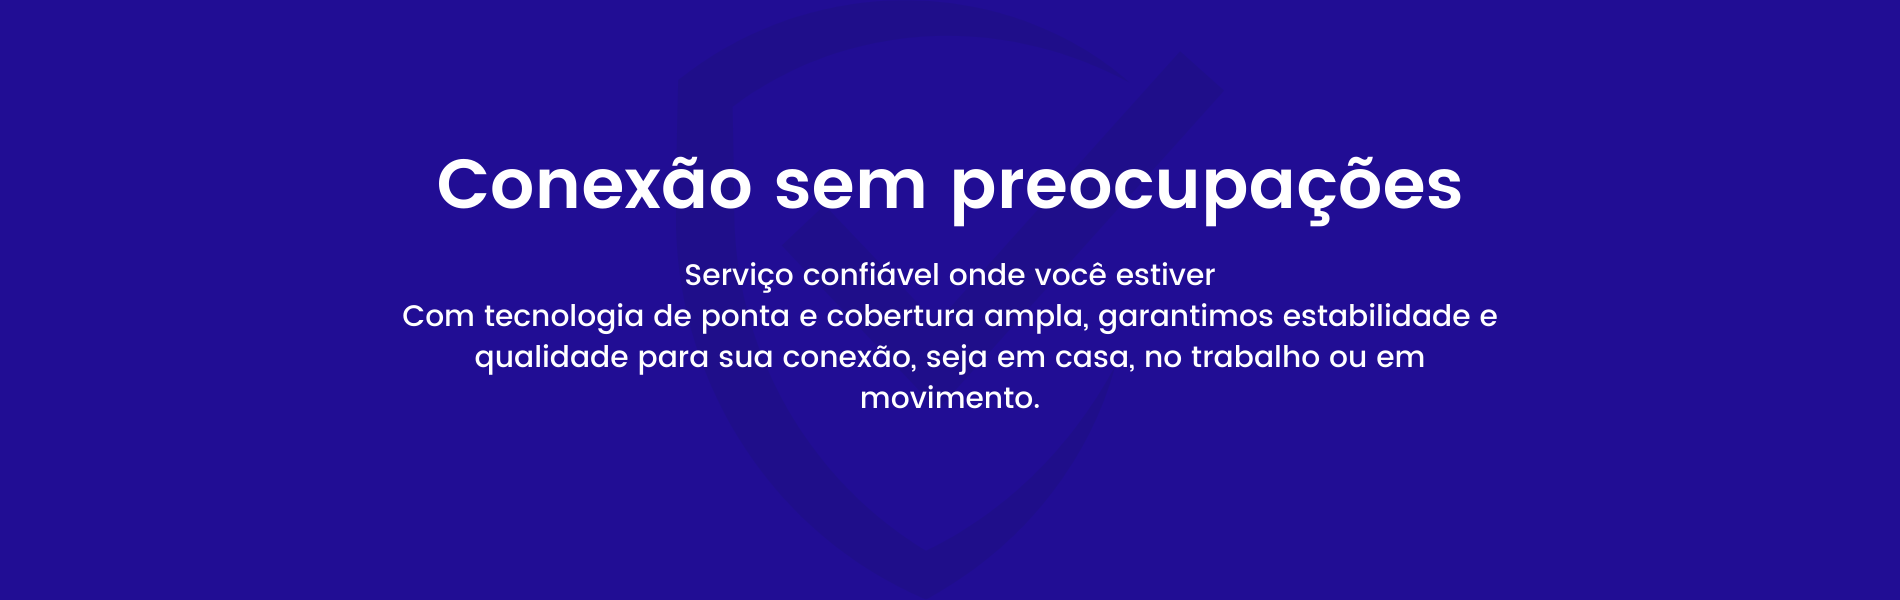 Conexão sem preocupações
Serviço confiável onde você estiver
Com tecnologia de ponta e cobertura ampla, garantimos estabilidade e
qualidade para sua conexão, seja em casa, no trabalho ou em
movimento.